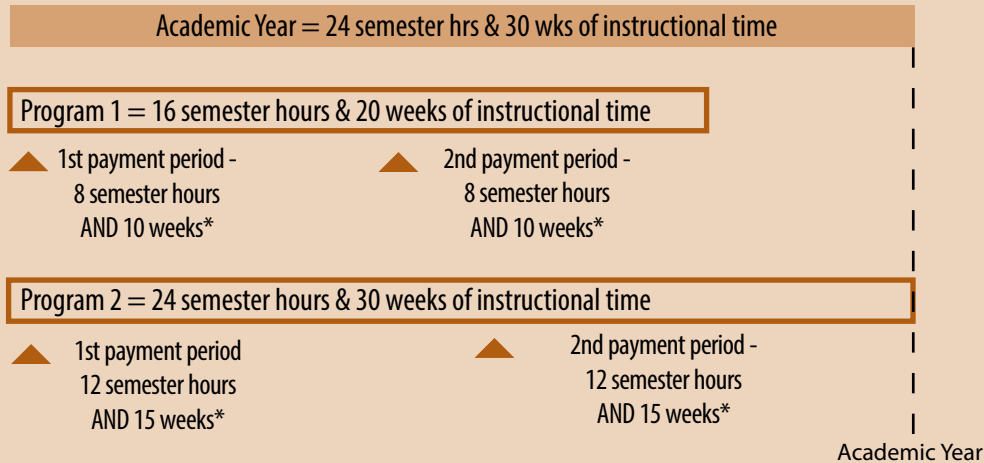 Academic Year = 24 semester hrs & 30 wks of instructional time
Program 1 = 16 semester hours & 20 weeks of instructional time
1st payment period -
8 semester hours
AND 10 weeks*
2nd payment period -
8 semester hours
AND 10 weeks*
Program 2 = 24 semester hours & 30 weeks of instructional time
1st payment period
12 semester hours
AND 15 weeks*
2nd payment period -
12 semester hours
AND 15 weeks*
Academic Year